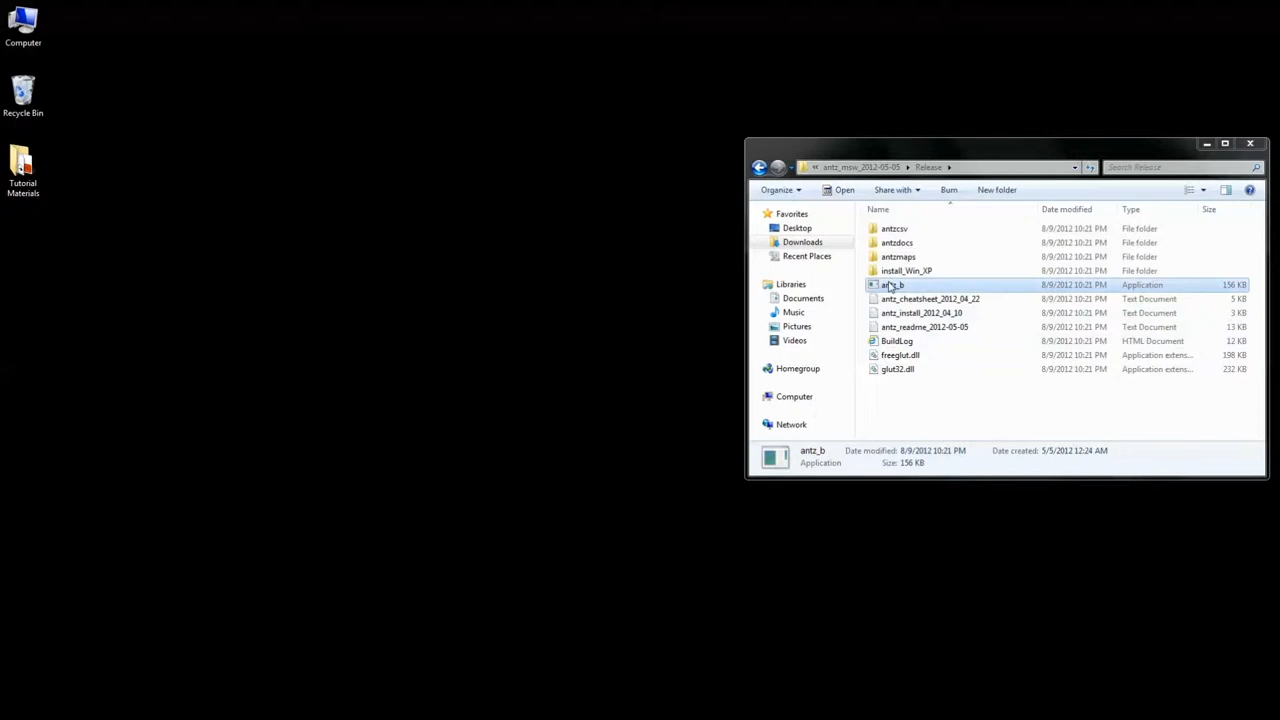 Computer
Recycle Bin
Tutorial
Materials
« antz_msw_2012-05-05 ▸ Release ▸
Search Release
Organize Open Share with Burn New folder
Name Date modified Type Size
Favorites
Desktop
Downloads
Recent Places
Libraries
Documents
Music
Pictures
Videos
Homegroup
Computer
Network
antzcsv 8/9/2012 10:21 PM File folder
antzdocs 8/9/2012 10:21 PM File folder
antzmaps 8/9/2012 10:21 PM File folder
install_Win_XP 8/9/2012 10:21 PM File folder
antz_b 8/9/2012 10:21 PM Application 156 KB
antz_cheatsheet_2012_04_22 8/9/2012 10:21 PM Text Document 5 KB
antz_install_2012_04_10 8/9/2012 10:21 PM Text Document 3 KB
antz_readme_2012-05-05 8/9/2012 10:21 PM Text Document 13 KB
BuildLog 8/9/2012 10:21 PM HTML Document 12 KB
freeglut.dll 8/9/2012 10:21 PM Application extens... 198 KB
glut32.dll 8/9/2012 10:21 PM Application extens... 232 KB
antz_b Date modified: 8/9/2012 10:21 PM Date created: 5/5/2012 12:24 AM
Application Size: 156 KB